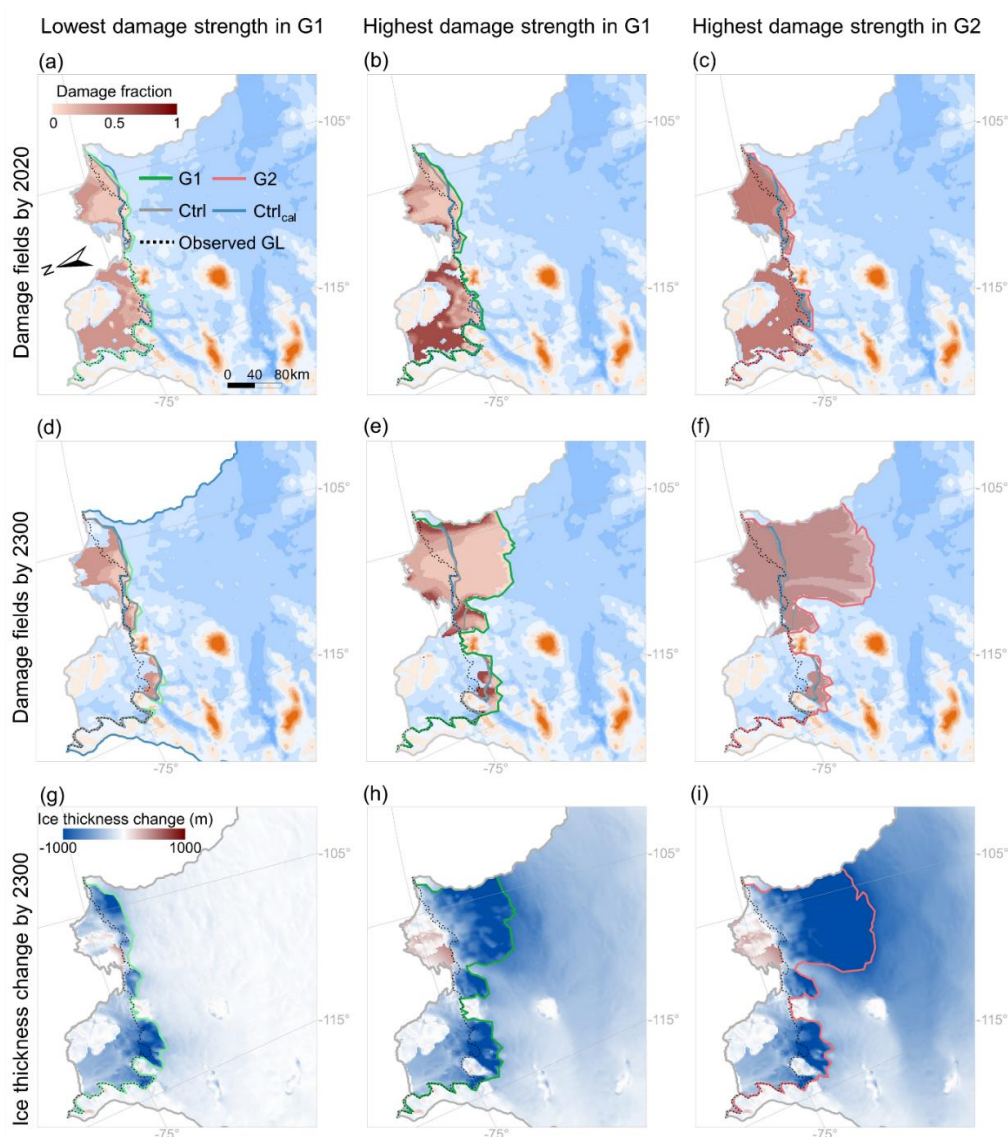 Lowest damage strength in G1
Highest damage strength in G1
Highest damage strength in G2
(a)
(b)
(c)
Damage fields by 2020
Damage fraction
0 0.5 1
G1
G2
Ctrl
Ctrlcal
Observed GL
N
0 40 80km
-105°
-115°
-75°
-105°
-115°
-75°
-105°
-115°
-75°
(d)
(e)
(f)
Damage fields by 2300
-105°
-115°
-75°
-105°
-115°
-75°
-105°
-115°
-75°
(g)
(h)
(i)
Ice thickness change by 2300
Ice thickness change (m)
-1000 1000
-105°
-115°
-75°
-105°
-115°
-75°
-105°
-115°
-75°